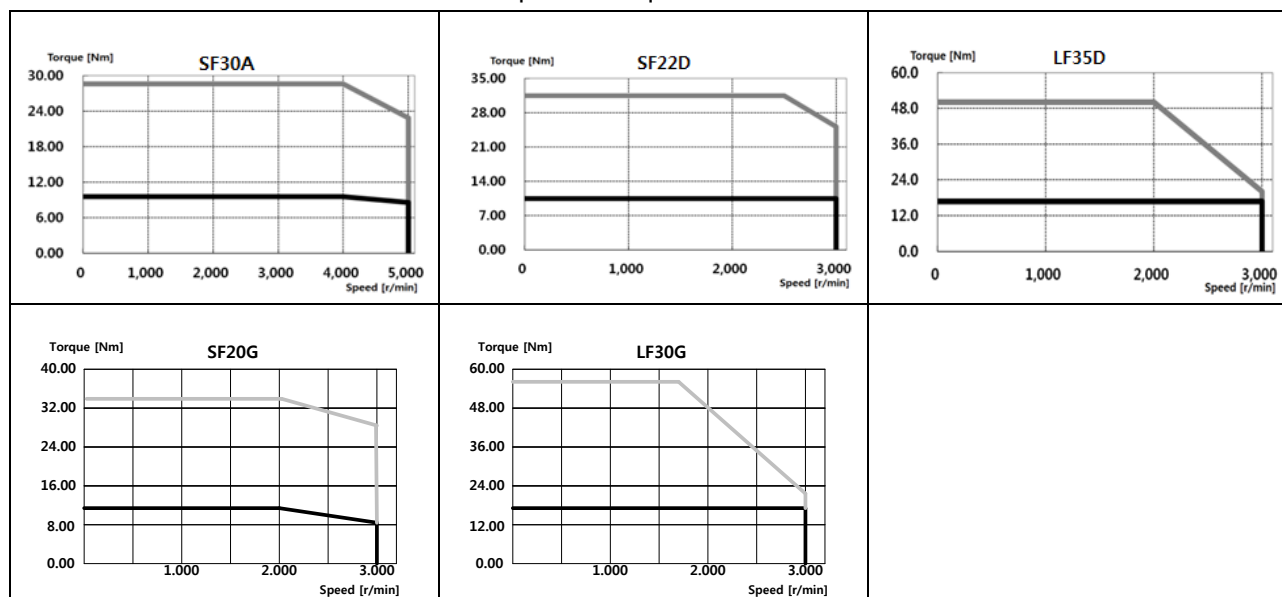 Torque [Nm]
SF30A
30.00
24.00
18.00
12.00
6.00
0.00
0 1,000 2,000 3,000 4,000 5,000
Speed [r/min]
Torque [Nm]
SF22D
35.00
28.00
21.00
14.00
7.00
0.00
0 1,000 2,000 3,000
Speed [r/min]
Torque [Nm]
LF35D
60.0
48.0
36.0
24.0
12.0
0.0
0 1,000 2,000 3,000
Speed [r/min]
Torque [Nm]
SF20G
40.00
32.00
24.00
16.00
8.00
0.00
1.000 2.000 3.000
Speed [r/min]
Torque [Nm]
LF30G
60.00
48.00
36.00
24.00
12.00
0.00
1.000 2.000 3.000
Speed [r/min]